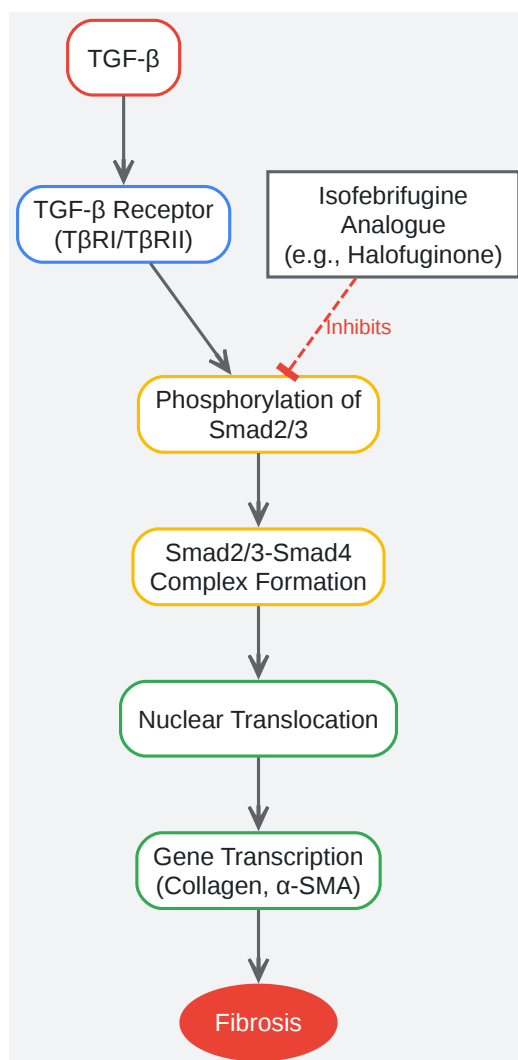 TGF-β
TGF-β Receptor
(TβRI/TβRII)
Isofebrifugine
Analogue
(e.g., Halofuginone)
Inhibits
Phosphorylation of
Smad2/3
Smad2/3-Smad4
Complex Formation
Nuclear Translocation
Gene Transcription
(Collagen, α-SMA)
Fibrosis